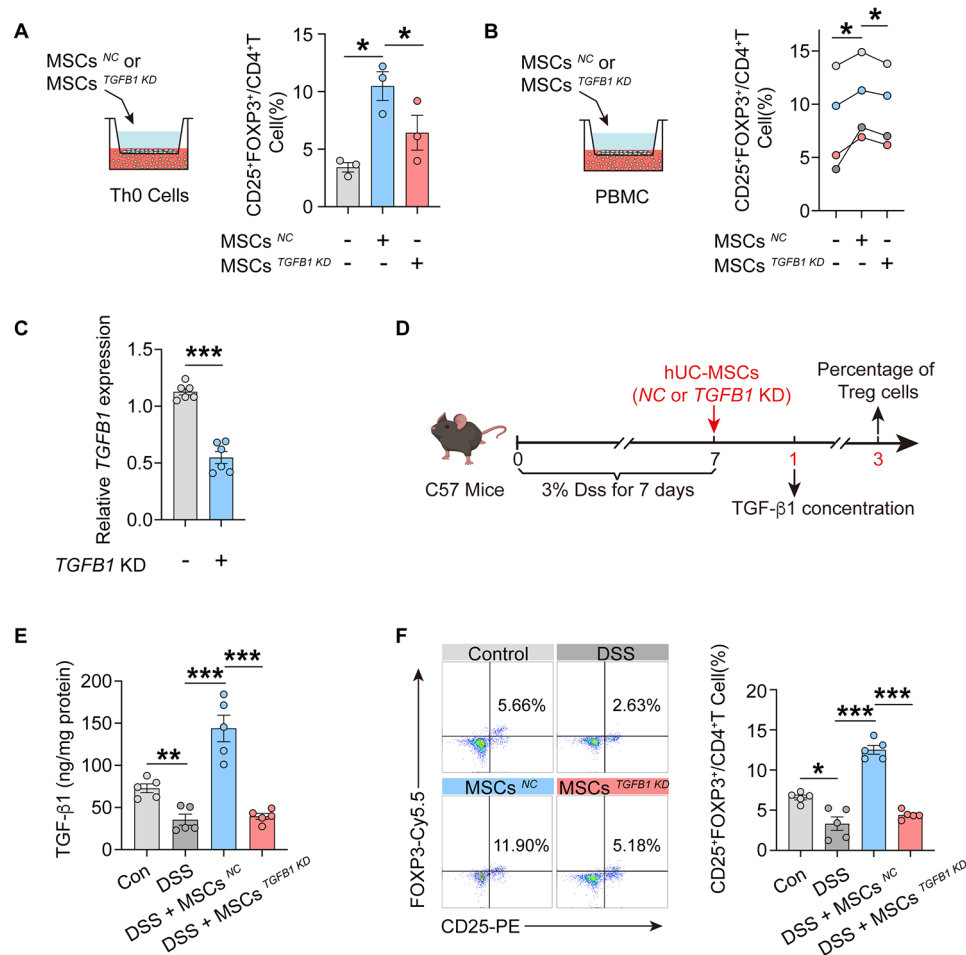 A
MSCs NC or
MSCs TGFB1 KD
Th0 Cells
CD25+FOXP3+/CD4+T
Cell(%)
15
10
5
0
*
*
MSCs NC - + -
MSCs TGFB1 KD - - +
B
MSCs NC or
MSCs TGFB1 KD
PBMC
CD25+FOXP3+/CD4+T
Cell(%)
15
10
5
0
*
*
MSCs NC - + -
MSCs TGFB1 KD - - +
C
Relative TGFB1 expression
1.5
1.0
0.5
0.0
***
TGFB1 KD - +
D
C57 Mice
hUC-MSCs
(NC or TGFB1 KD)
Percentage of
Treg cells
0
7
1
3
3% Dss for 7 days
TGF-β1 concentration
E
TGF-β1 (ng/mg protein)
200
150
100
50
0
**
***
***
Con
DSS
DSS + MSCs NC
DSS + MSCs TGFB1 KD
F
FOXP3-Cy5.5
Control
DSS
5.66%
2.63%
MSCs NC
MSCs TGFB1 KD
11.90%
5.18%
CD25-PE
CD25+FOXP3+/CD4+T Cell(%)
20
15
10
5
0
*
***
***
Con
DSS
DSS + MSCs NC
DSS + MSCs TGFB1 KD